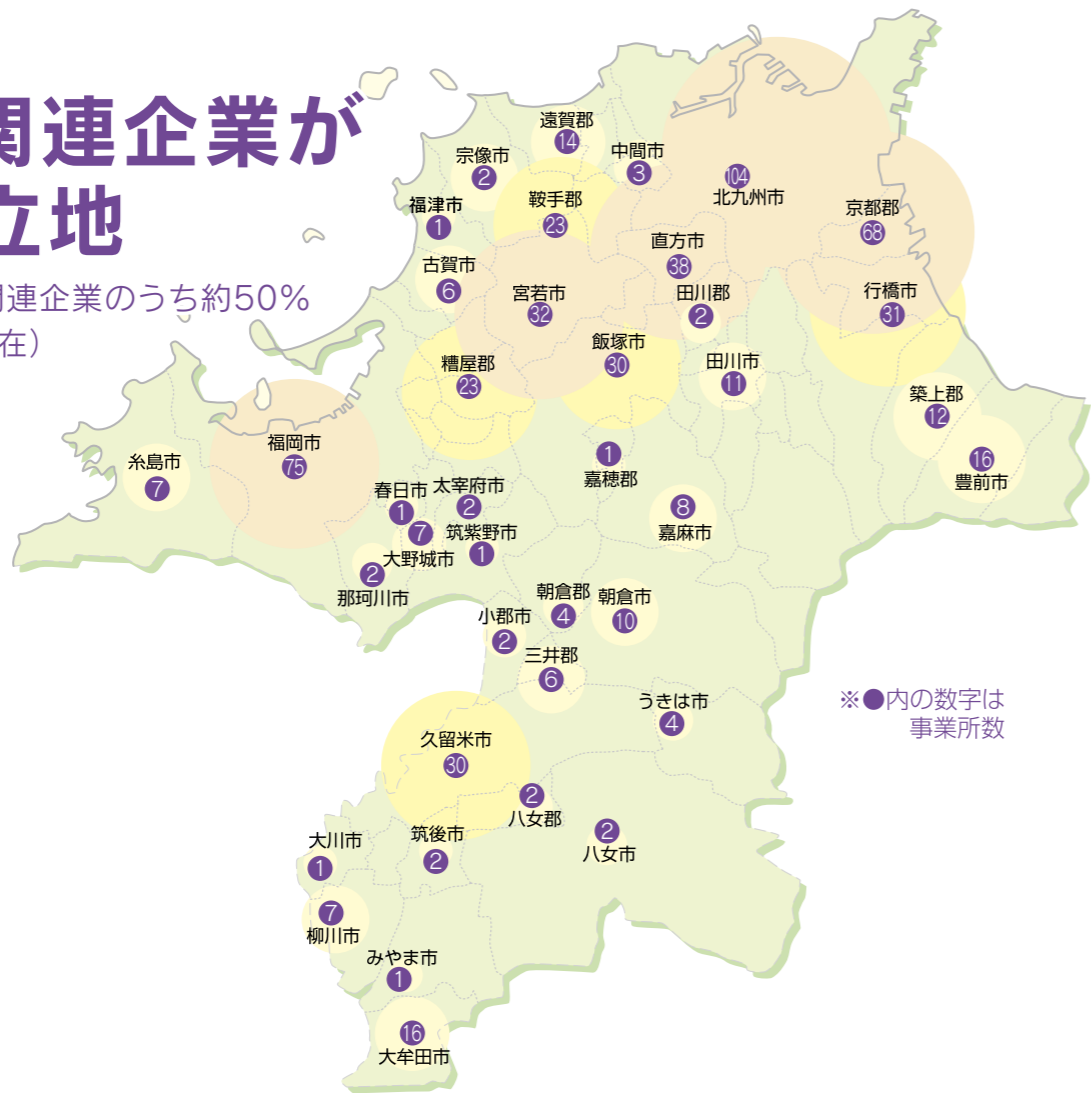 関連企業が
立地
関連企業のうち約50%
在）
遠賀郡
14
中間市
3
宗像市
2
104
北九州市
福津市
1
鞍手郡
23
京都郡
68
直方市
38
古賀市
6
宮若市
32
田川郡
2
行橋市
31
飯塚市
30
糟屋郡
23
田川市
11
築上郡
12
福岡市
75
糸島市
7
1
嘉穂郡
16
豊前市
春日市
1
太宰府市
2
7
大野城市
筑紫野市
1
8
嘉麻市
2
那珂川市
朝倉郡
4
朝倉市
10
小郡市
2
三井郡
6
うきは市
4
※●内の数字は
事業所数
久留米市
30
2
八女郡
2
八女市
筑後市
2
大川市
1
7
柳川市
みやま市
1
16
大牟田市